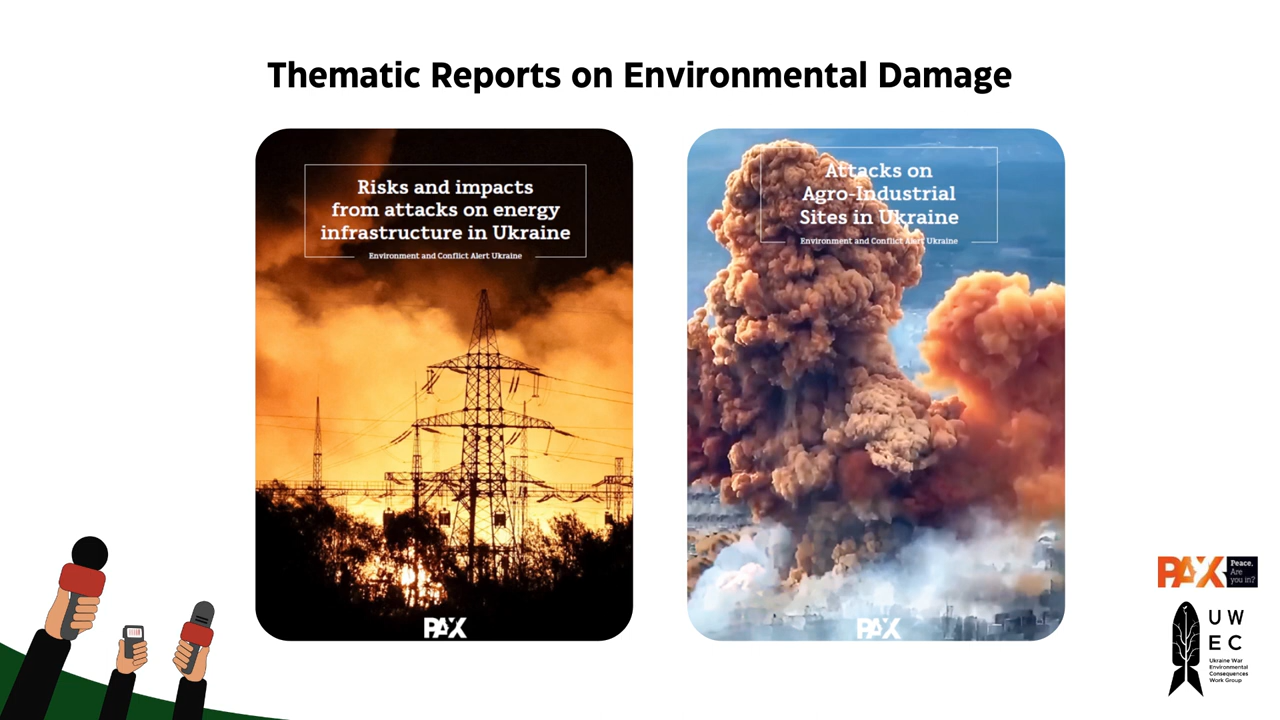 Thematic Reports on Environmental Damage
Risks and impacts
from attacks on energy
infrastructure in Ukraine
Environment and Conflict Alert Ukraine
PAX
Attacks on
Agro-Industrial
Sites in Ukraine
Environment and Conflict Alert Ukraine
PAX
PAX
Peace.
Are
you in?
UW
EC
Ukraine War
Environmental
Consequences
Work Group